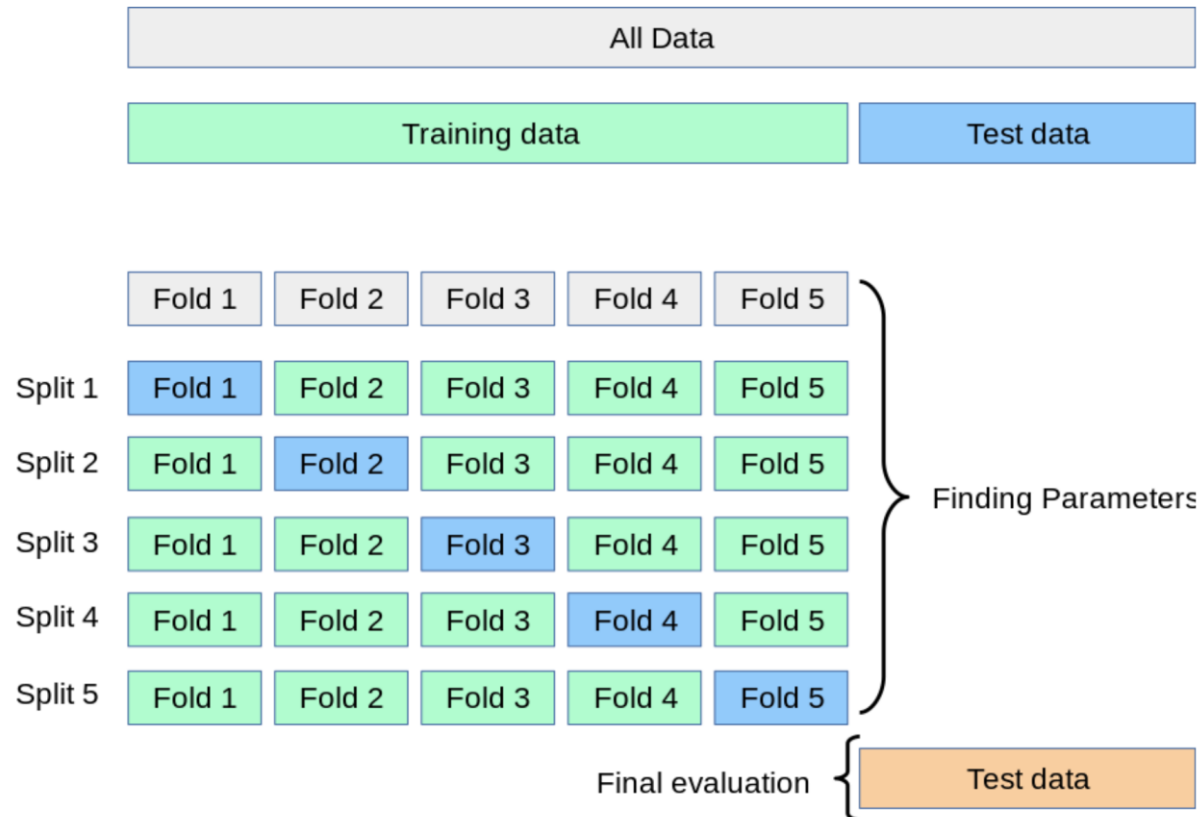 All Data
Training data Test data
Fold 1 Fold 2 Fold 3 Fold 4 Fold 5
Split 1 Fold 1 Fold 2 Fold 3 Fold 4 Fold 5
Split 2 Fold 1 Fold 2 Fold 3 Fold 4 Fold 5
Finding Parameters
Split 3 Fold 1 Fold 2 Fold 3 Fold 4 Fold 5
Split 4 Fold 1 Fold 2 Fold 3 Fold 4 Fold 5
Split 5 Fold 1 Fold 2 Fold 3 Fold 4 Fold 5
Final evaluation Test data